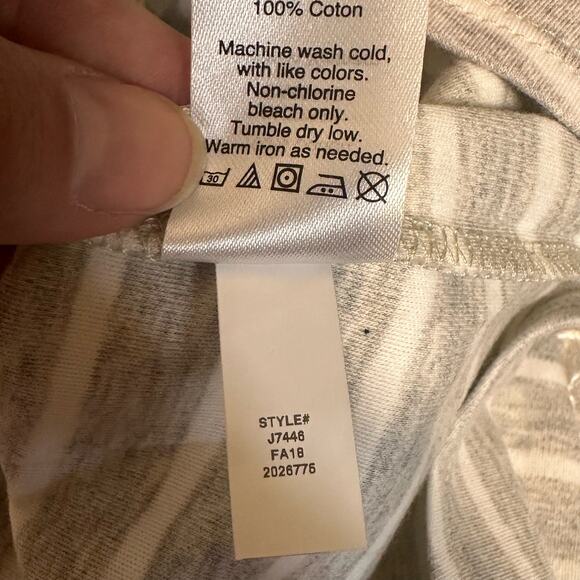 100% Coton
Machine wash cold,
with like colors.
Non-chlorine
bleach only.
Tumble dry low.
Warm iron as needed.
30
STYLE#
J7446
FA18
2026775